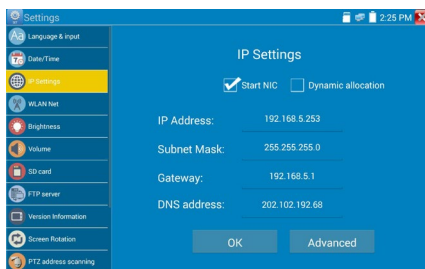 Settings
2:25 PM
Language & input
Date/Time
IP Settings
WLAN Net
Brightness
Volume
SD card
FTP server
Version Information
Screen Rotation
PTZ address scanning
IP Settings
Start NIC Dynamic allocation
IP Address: 192.168.5.253
Subnet Mask: 255.255.255.0
Gateway: 192.168.5.1
DNS address: 202.102.192.68
OK Advanced